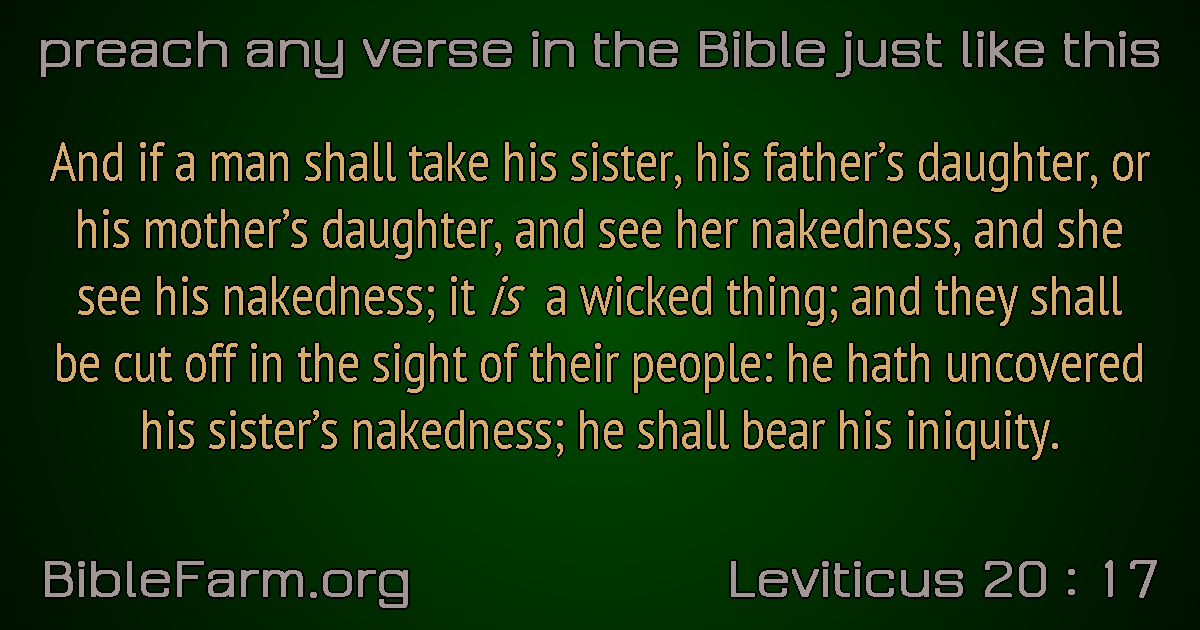 preach any verse in the Bible just like this
And if a man shall take his sister, his father’s daughter, or
his mother’s daughter, and see her nakedness, and she
see his nakedness; it is a wicked thing; and they shall
be cut off in the sight of their people: he hath uncovered
his sister’s nakedness; he shall bear his iniquity.
BibleFarm.org
Leviticus 20 : 17